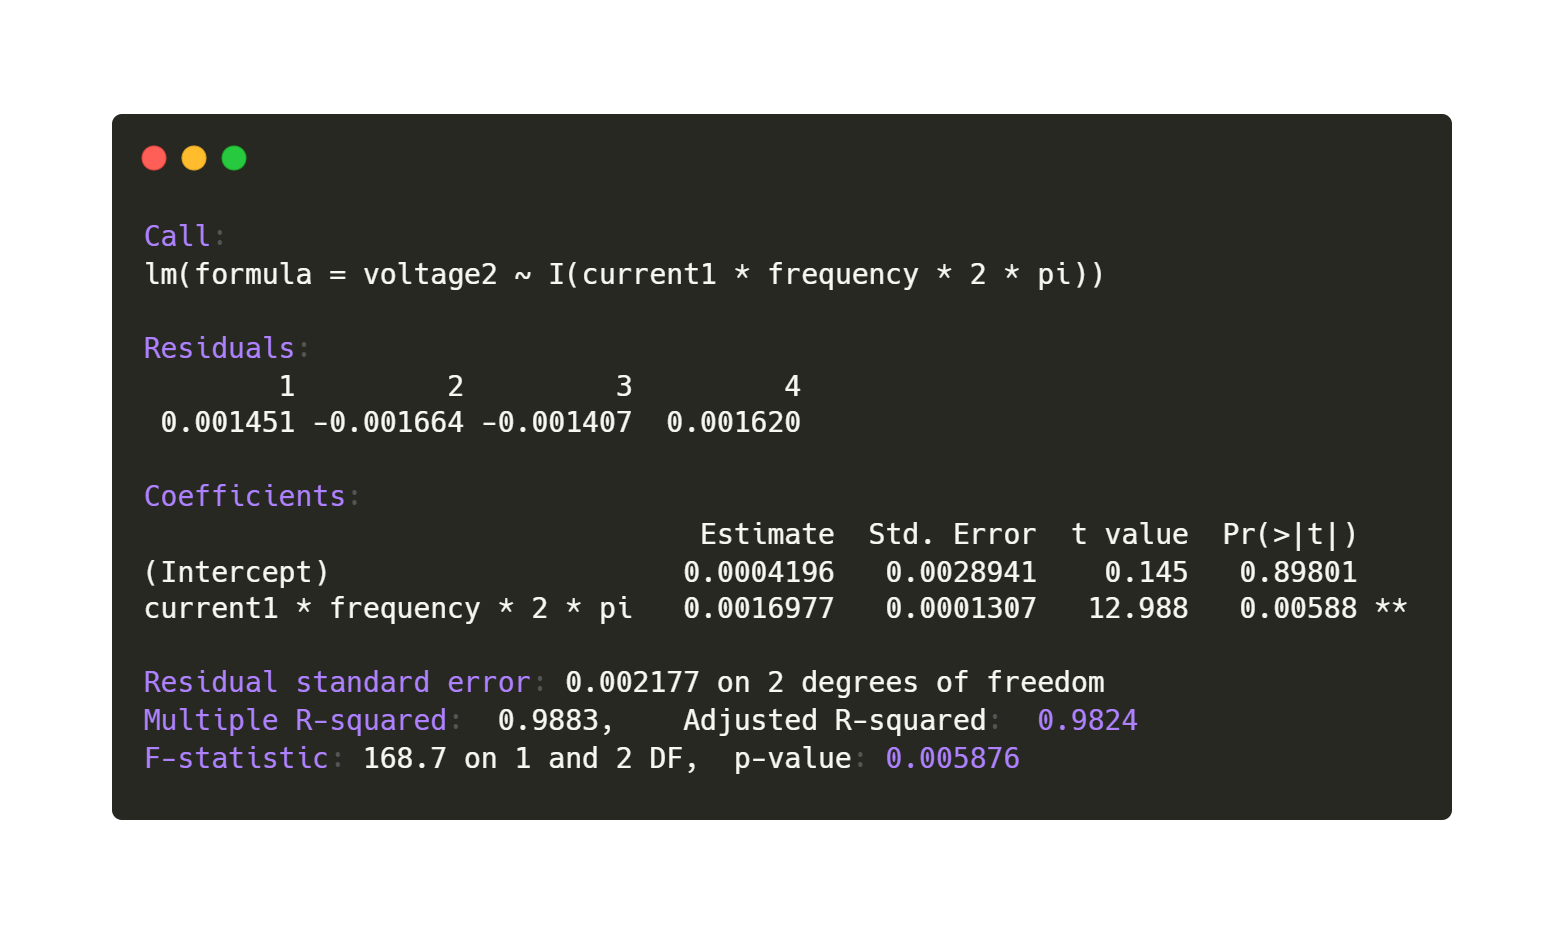 Call:
lm(formula = voltage2 ~ I(current1 * frequency * 2 * pi))
Residuals:
        1         2         3         4
 0.001451 -0.001664 -0.001407  0.001620
Coefficients:
                                 Estimate  Std. Error  t value  Pr(>|t|)
(Intercept)                     0.0004196   0.0028941    0.145   0.89801
current1 * frequency * 2 * pi   0.0016977   0.0001307   12.988   0.00588 **
Residual standard error: 0.002177 on 2 degrees of freedom
Multiple R-squared:  0.9883,    Adjusted R-squared:  0.9824
F-statistic: 168.7 on 1 and 2 DF,  p-value: 0.005876